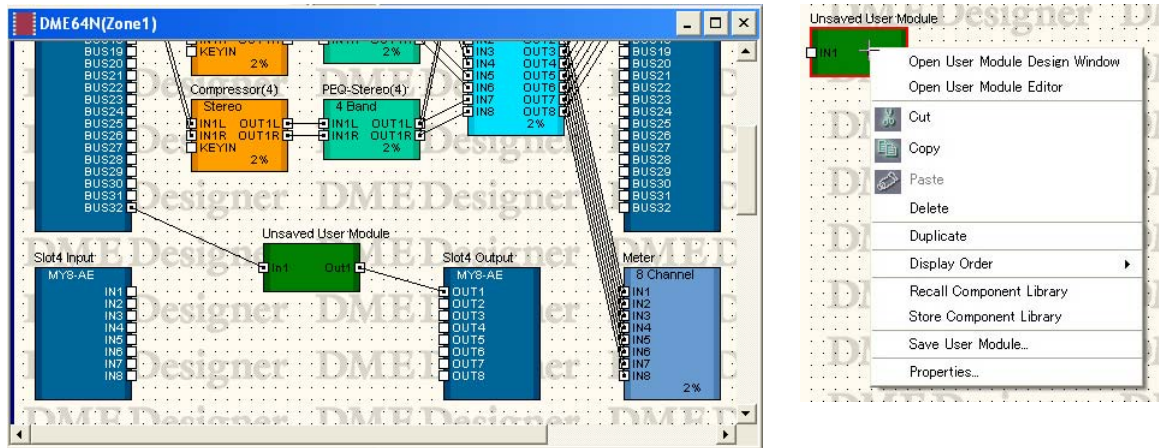 DME64N(Zone1)
BUS19
BUS20
BUS21
BUS22
BUS23
BUS24
BUS25
BUS26
BUS27
BUS28
BUS29
BUS30
BUS31
BUS32
KEYIN
2%
2%
Compressor(4)
Stereo
IN1L OUT1L
IN1R OUT1R
KEYIN
2%
PEQ-Stereo(4)
4 Band
IN1L OUT1L
IN1R OUT1R
2%
IN3 OUT3
IN4 OUT4
IN5 OUT5
IN6 OUT6
IN7 OUT7
IN8 OUT8
2%
BUS19
BUS20
BUS21
BUS22
BUS23
BUS24
BUS25
BUS26
BUS27
BUS28
BUS29
BUS30
BUS31
BUS32
Unsaved User Module
In1 Out1
Slot4 Input
MY8-AE
IN1
IN2
IN3
IN4
IN5
IN6
IN7
IN8
Slot4 Output
MY8-AE
OUT1
OUT2
OUT3
OUT4
OUT5
OUT6
OUT7
OUT8
Meter
8 Channel
IN1
IN2
IN3
IN4
IN5
IN6
IN7
IN8
2%
DME Designer
Unsaved User Module
IN1
Open User Module Design Window
Open User Module Editor
Cut
Copy
Paste
Delete
Duplicate
Display Order
Recall Component Library
Store Component Library
Save User Module...
Properties...